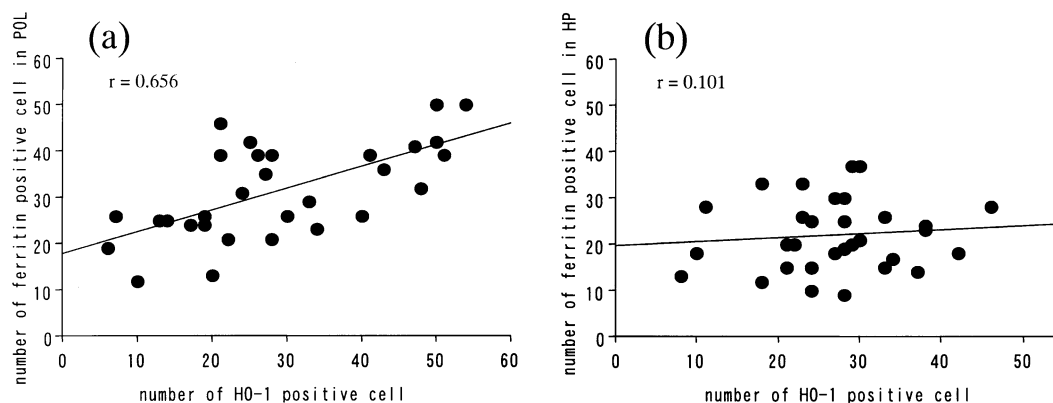 (a)
r = 0.656
number of ferritin positive cell in POL
60
50
40
30
20
10
0
0 10 20 30 40 50 60
number of HO-1 positive cell
(b)
r = 0.101
number of ferritin positive cell in HP
60
50
40
30
20
10
0
0 10 20 30 40 50
number of HO-1 positive cell